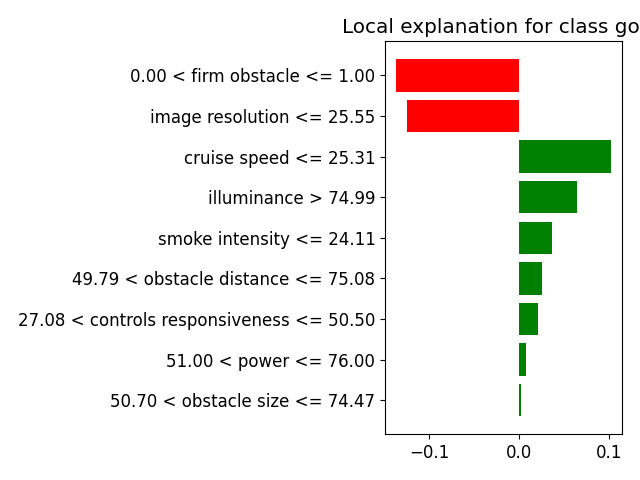 Local explanation for class go
0.00 < firm obstacle <= 1.00
image resolution <= 25.55
cruise speed <= 25.31
illuminance > 74.99
smoke intensity <= 24.11
49.79 < obstacle distance <= 75.08
27.08 < controls responsiveness <= 50.50
51.00 < power <= 76.00
50.70 < obstacle size <= 74.47
−0.1 0.0 0.1